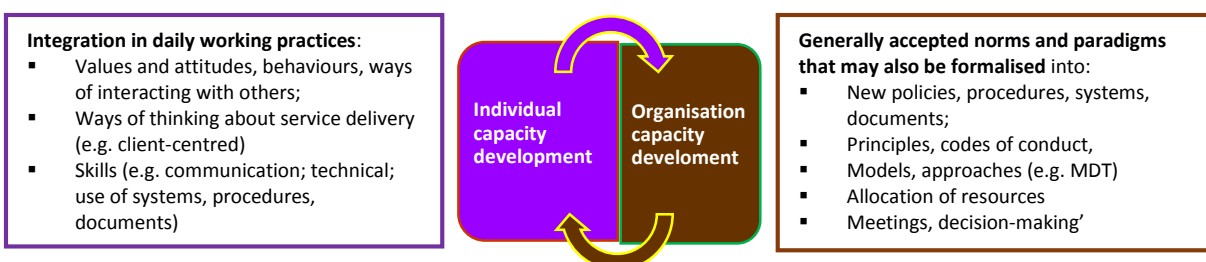 Integration in daily working practices:
▪ Values and attitudes, behaviours, ways
of interacting with others;
▪ Ways of thinking about service delivery
(e.g. client-centred)
▪ Skills (e.g. communication; technical;
use of systems, procedures,
documents)
Individual
capacity
development
Organisation
capacity
develoment
Generally accepted norms and paradigms
that may also be formalised into:
▪ New policies, procedures, systems,
documents;
▪ Principles, codes of conduct,
▪ Models, approaches (e.g. MDT)
▪ Allocation of resources
▪ Meetings, decision-making’